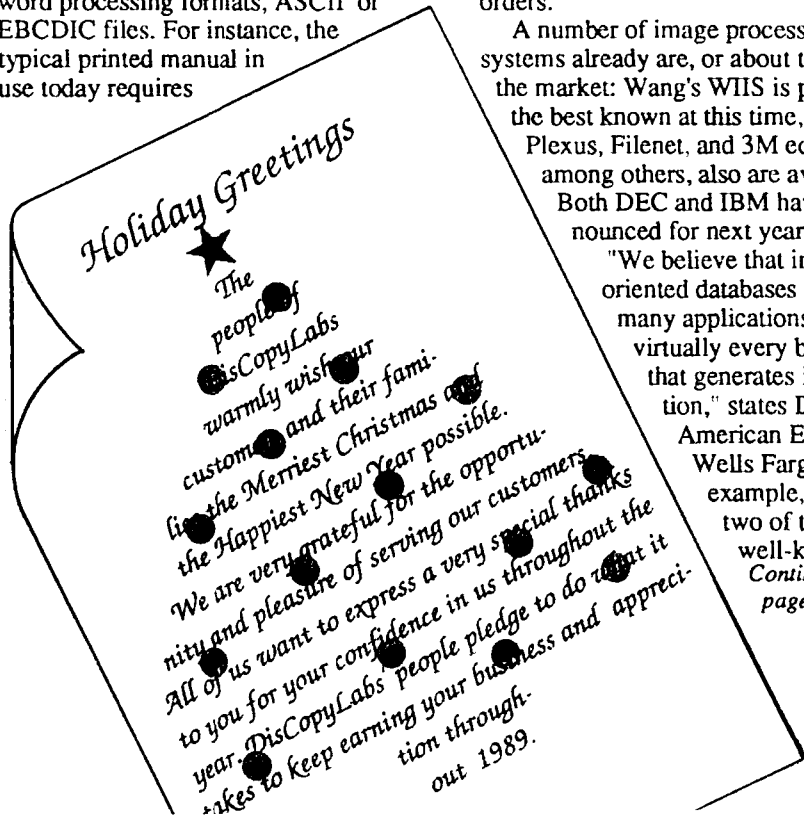 word processing formats, ASCII or
EBCDIC files. For instance, the
typical printed manual in
use today requires
Holiday Greetings
The
people of
DisCopyLabs
warmly wish our
customers and their fami-
lies the Merriest Christmas and
the Happiest New Year possible.
We are very grateful for the opportu-
nity and pleasure of serving our customers.
All of us want to express a very special thanks
to you for your confidence in us throughout the
year. DisCopyLabs people pledge to do what it
takes to keep earning your business and appreci-
tion through-
out 1989.
orders.
A number of image process
systems already are, or about t
the market: Wang's WIIS is p
the best known at this time,
Plexus, Filenet, and 3M eq
among others, also are av
Both DEC and IBM hav
nounced for next year
"We believe that in
oriented databases
many applications
virtually every b
that generates i
tion," states D
American E
Wells Farg
example,
two of t
well-k
Conti
page